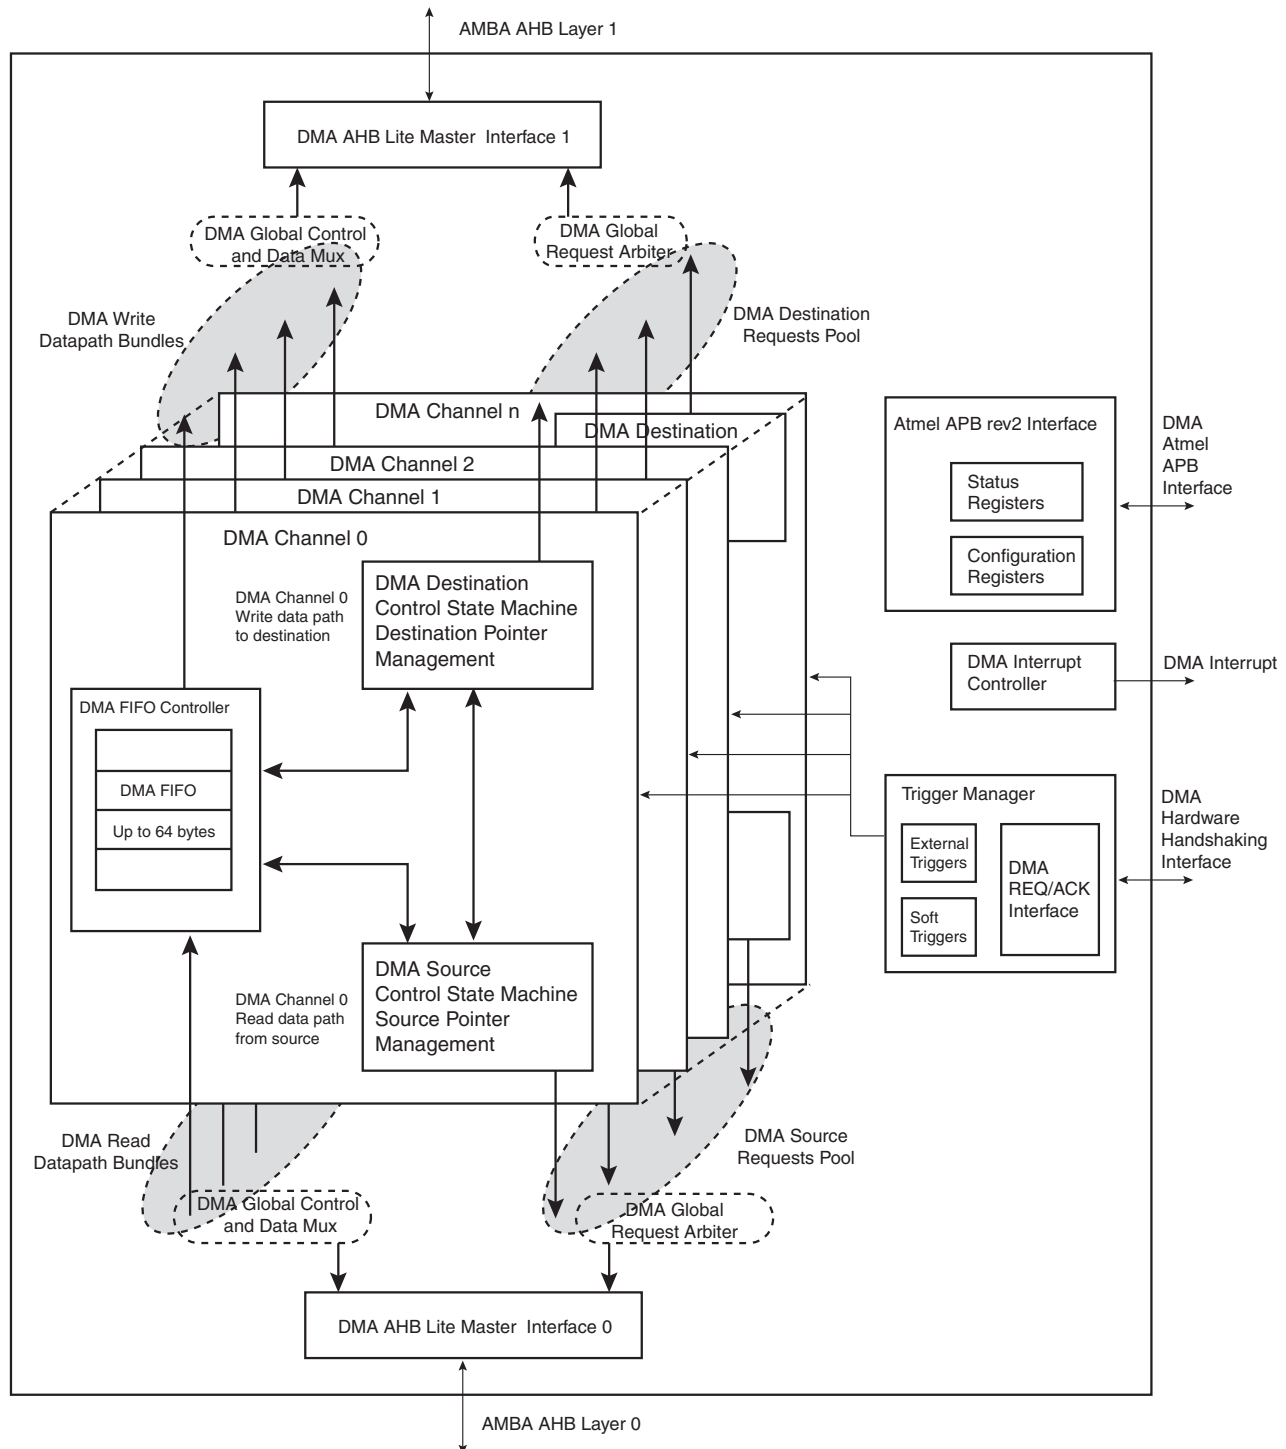 AMBA AHB Layer 1
DMA AHB Lite Master Interface 1
DMA Global Control
and Data Mux
DMA Global
Request Arbiter
DMA Write
Datapath Bundles
DMA Destination
Requests Pool
DMA Channel n
DMA Destination
DMA Channel 2
DMA Channel 1
DMA Channel 0
Atmel APB rev2 Interface
Status
Registers
Configuration
Registers
DMA
Atmel
APB
Interface
DMA Channel 0
Write data path
to destination
DMA Destination
Control State Machine
Destination Pointer
Management
DMA Interrupt
Controller
DMA Interrupt
DMA FIFO Controller
DMA FIFO
Up to 64 bytes
Trigger Manager
External
Triggers
Soft
Triggers
DMA
REQ/ACK
Interface
DMA
Hardware
Handshaking
Interface
DMA Channel 0
Read data path
from source
DMA Source
Control State Machine
Source Pointer
Management
DMA Read
Datapath Bundles
DMA Source
Requests Pool
DMA Global Control
and Data Mux
DMA Global
Request Arbiter
DMA AHB Lite Master Interface 0
AMBA AHB Layer 0